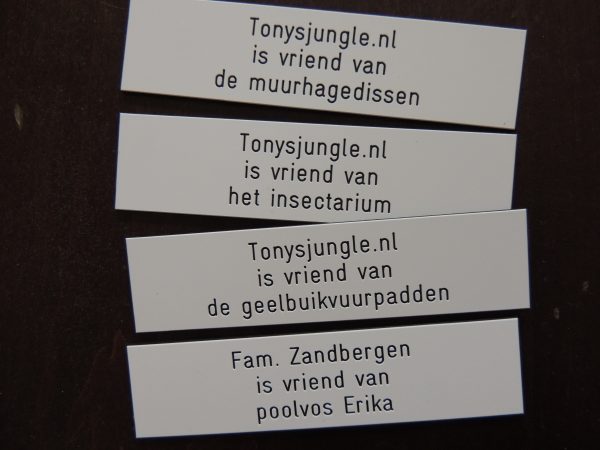 Tonysjungle.nl
is vriend van
de muurhagedissen
Tonysjungle.nl
is vriend van
het insectarium
Tonysjungle.nl
is vriend van
de geelbuikvuurpadden
Fam. Zandbergen
is vriend van
poolvos Erika